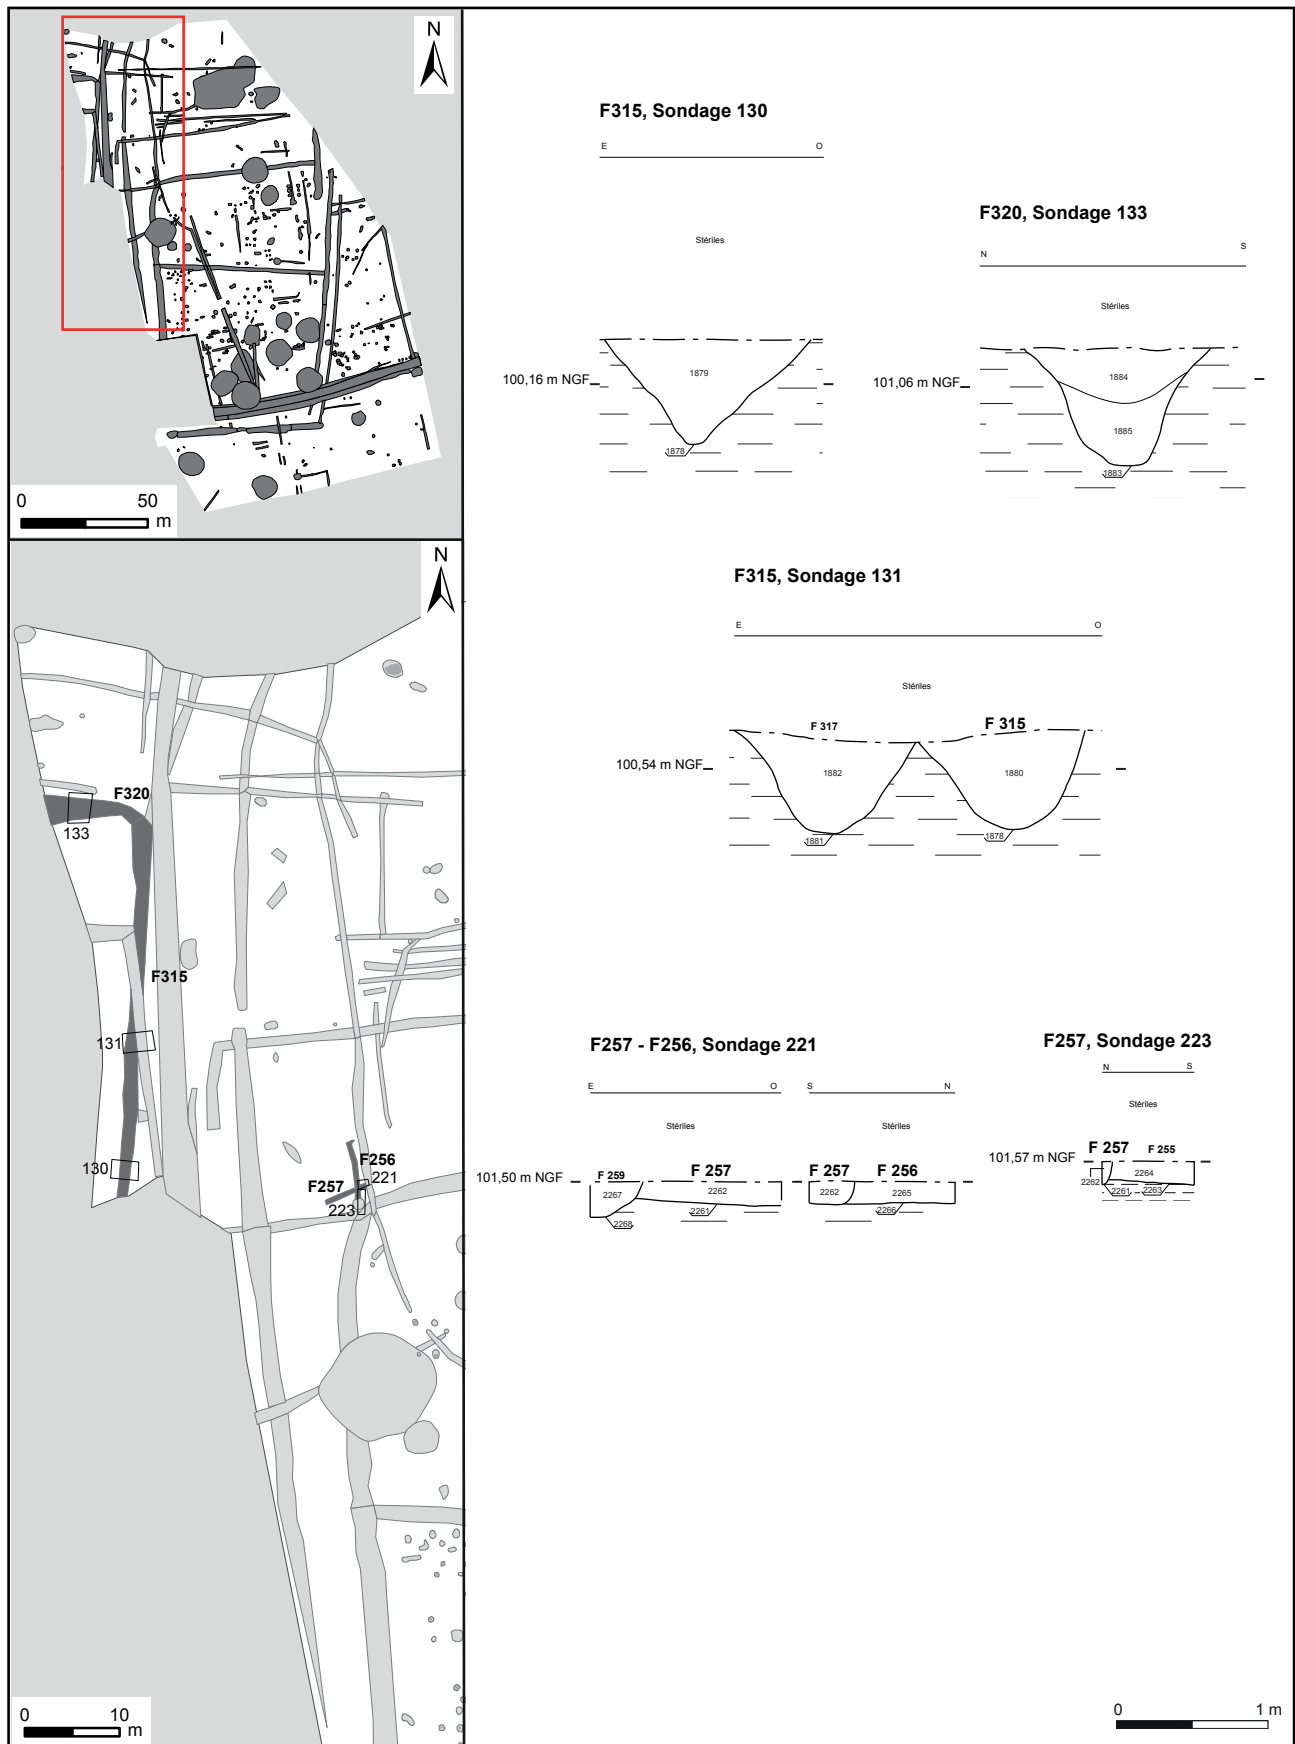 N
0 50
m
N
F320
133
F315
131
130
F256
221
F257
223
0 10
m
F315, Sondage 130
E O
Stériles
1879
100,16 m NGF
1878
F320, Sondage 133
N S
Stériles
1884
101,06 m NGF
1885
1883
F315, Sondage 131
E O
Stériles
F 317 F 315
100,54 m NGF
1882 1880
1881 1878
F257 - F256, Sondage 221
E O S N
Stériles Stériles
F 259 F 257 F 257 F 256
101,50 m NGF
2267 2262 2262 2265
2268 2261 2266
F257, Sondage 223
N S
Stériles
F 257 F 255
101,57 m NGF
2264
2262 2261 2263
0 1 m